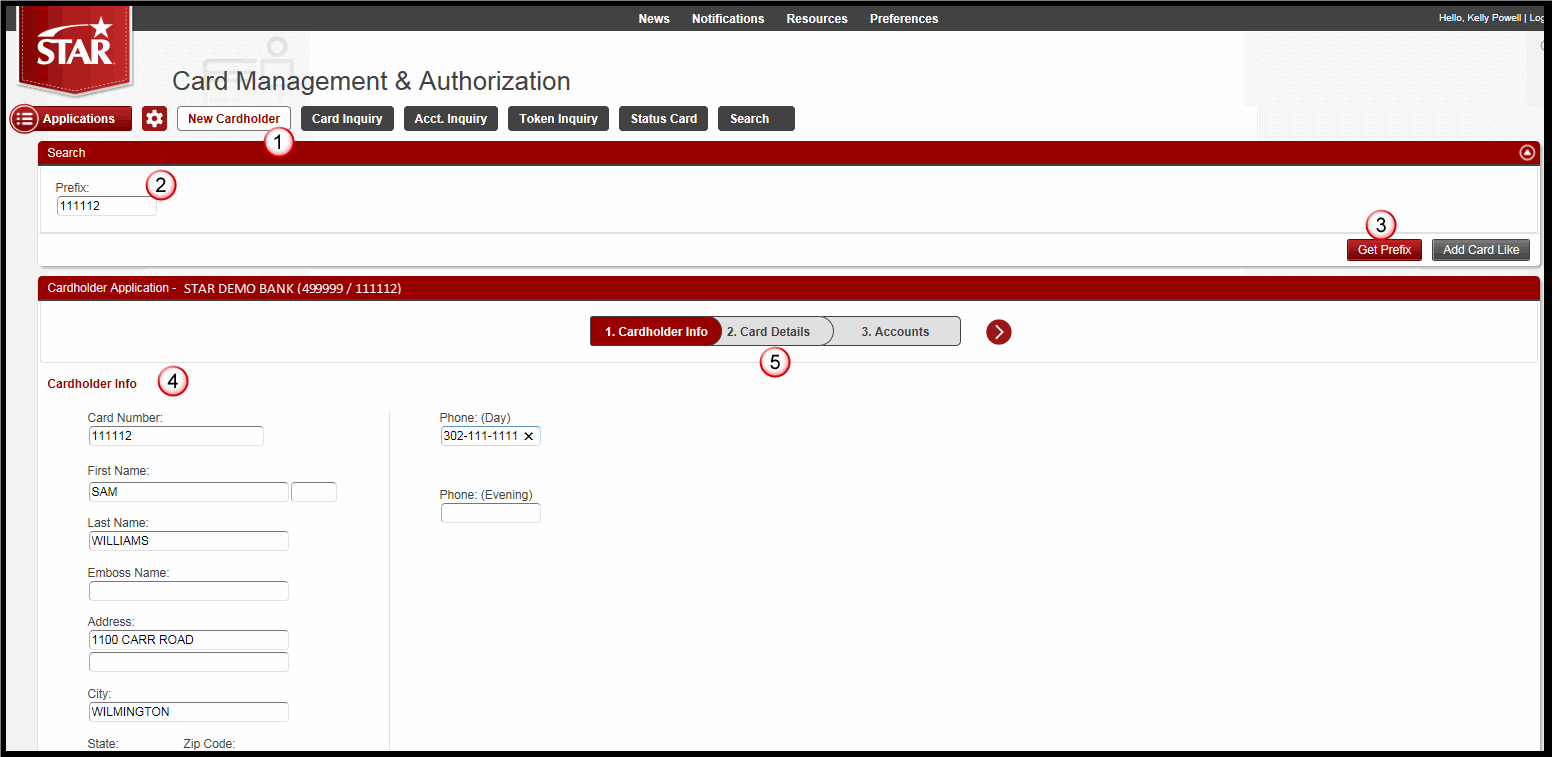 News Notifications Resources Preferences
Hello, Kelly Powell | Log
STAR
Card Management & Authorization
Applications New Cardholder Card Inquiry Acct. Inquiry Token Inquiry Status Card Search
1
Search
Prefix:
2
111112
3
Get Prefix Add Card Like
Cardholder Application - STAR DEMO BANK (499999 / 111112)
1. Cardholder Info 2. Card Details 3. Accounts
5
Cardholder Info
4
Card Number:
111112
First Name:
SAM
Last Name:
WILLIAMS
Emboss Name:
Address:
1100 CARR ROAD
City:
WILMINGTON
State: Zip Code:
Phone: (Day)
302-111-1111
Phone: (Evening)